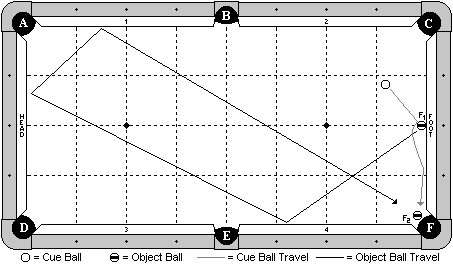 A B C
1 2
HEAD
F1
FOOT
F2
D E F
3 4
= Cue Ball = Object Ball = Cue Ball Travel = Object Ball Travel